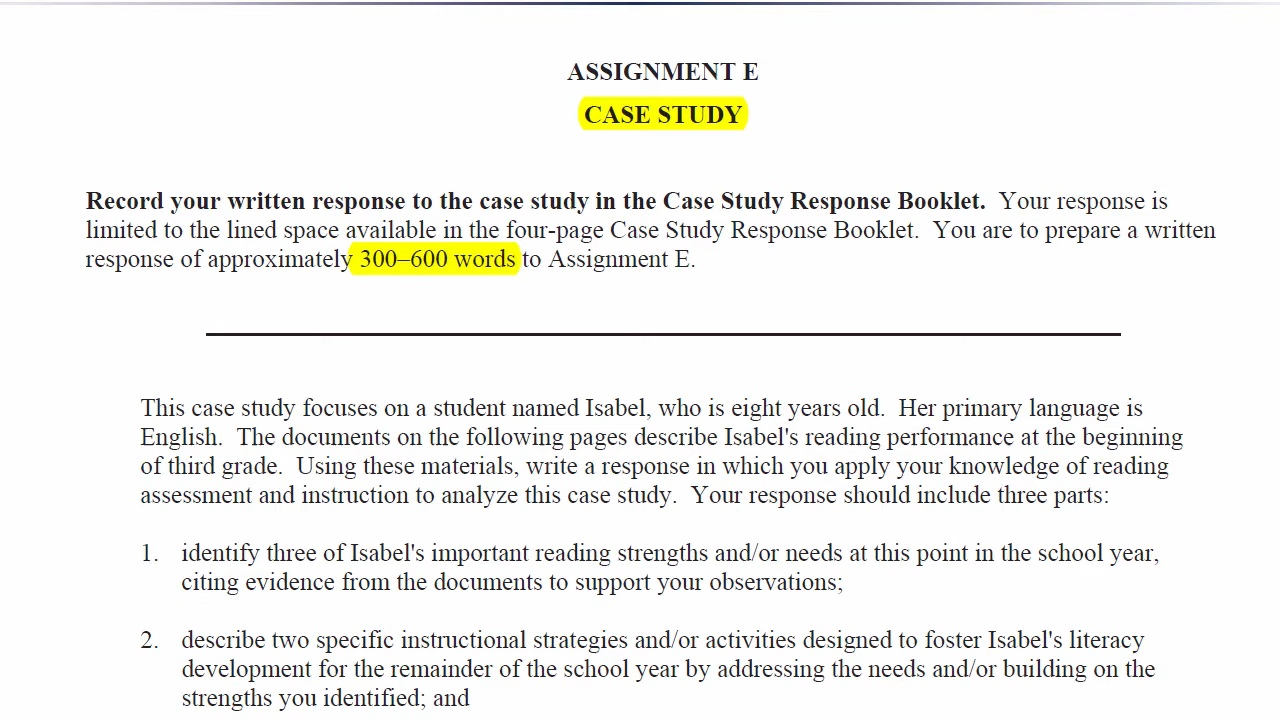 ASSIGNMENT E
CASE STUDY
Record your written response to the case study in the Case Study Response Booklet. Your response is
limited to the lined space available in the four-page Case Study Response Booklet. You are to prepare a written
response of approximately 300–600 words to Assignment E.
This case study focuses on a student named Isabel, who is eight years old. Her primary language is
English. The documents on the following pages describe Isabel's reading performance at the beginning
of third grade. Using these materials, write a response in which you apply your knowledge of reading
assessment and instruction to analyze this case study. Your response should include three parts:
1. identify three of Isabel's important reading strengths and/or needs at this point in the school year,
citing evidence from the documents to support your observations;
2. describe two specific instructional strategies and/or activities designed to foster Isabel's literacy
development for the remainder of the school year by addressing the needs and/or building on the
strengths you identified; and